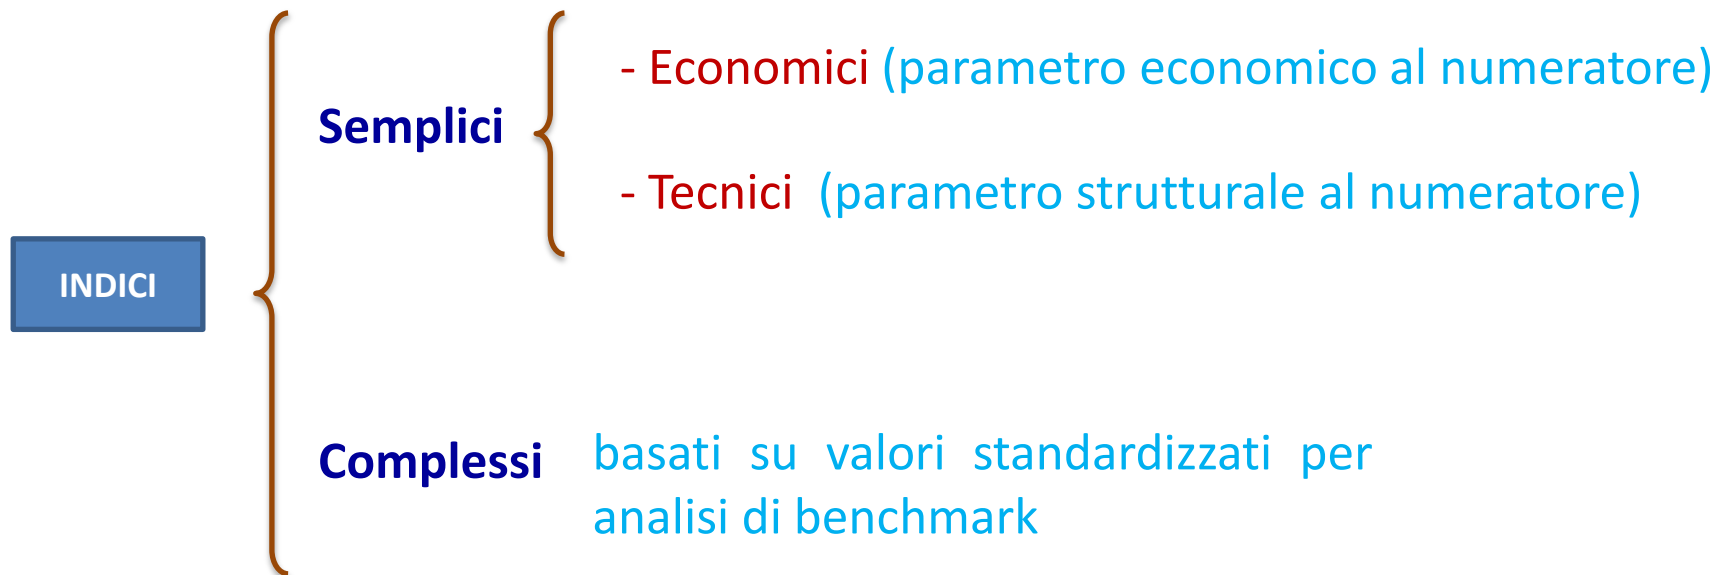 INDICI
Semplici
- Economici (parametro economico al numeratore)
- Tecnici (parametro strutturale al numeratore)
Complessi
basati su valori standardizzati per
analisi di benchmark